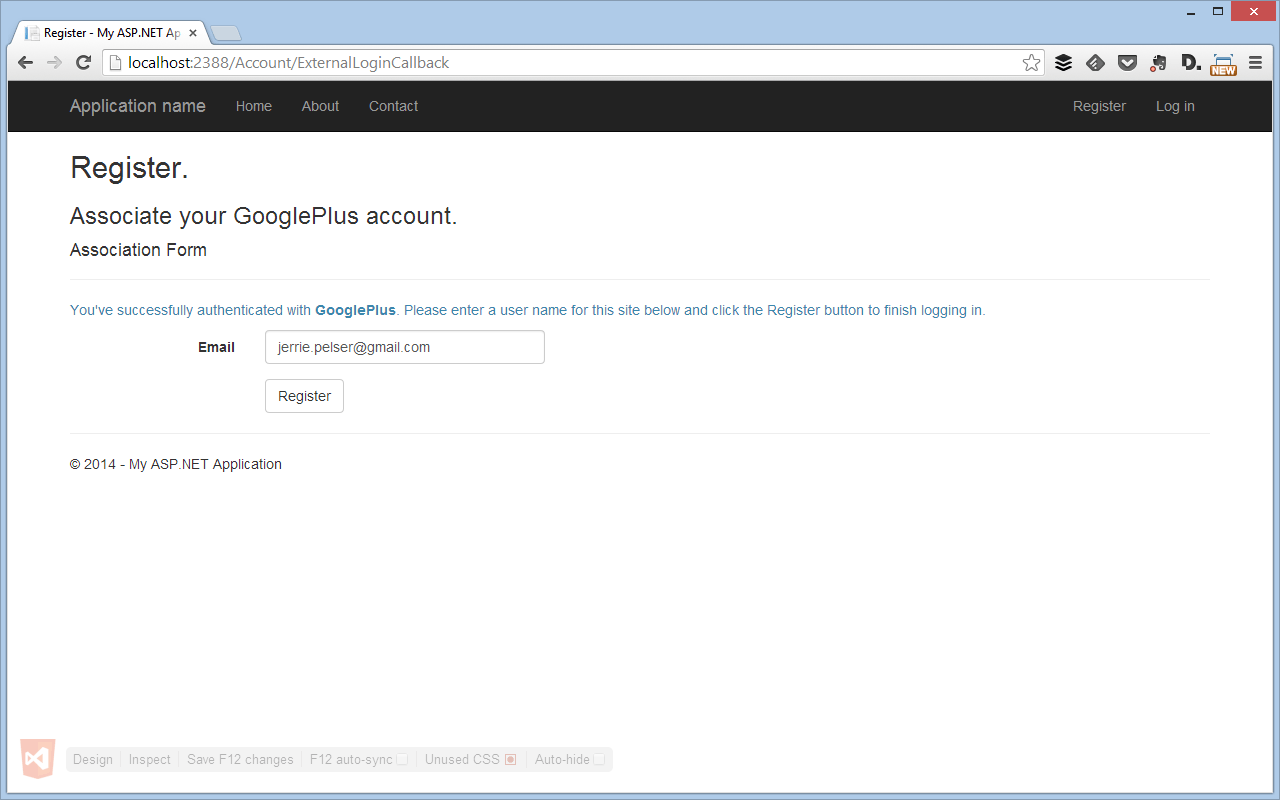 Register - My ASP.NET Ap
localhost:2388/Account/ExternalLoginCallback
D.
NEW
Application name Home About Contact Register Log in
Register.
Associate your GooglePlus account.
Association Form
You've successfully authenticated with GooglePlus. Please enter a user name for this site below and click the Register button to finish logging in.
Email jerrie.pelser@gmail.com
Register
© 2014 - My ASP.NET Application
Design Inspect Save F12 changes F12 auto-sync Unused CSS Auto-hide